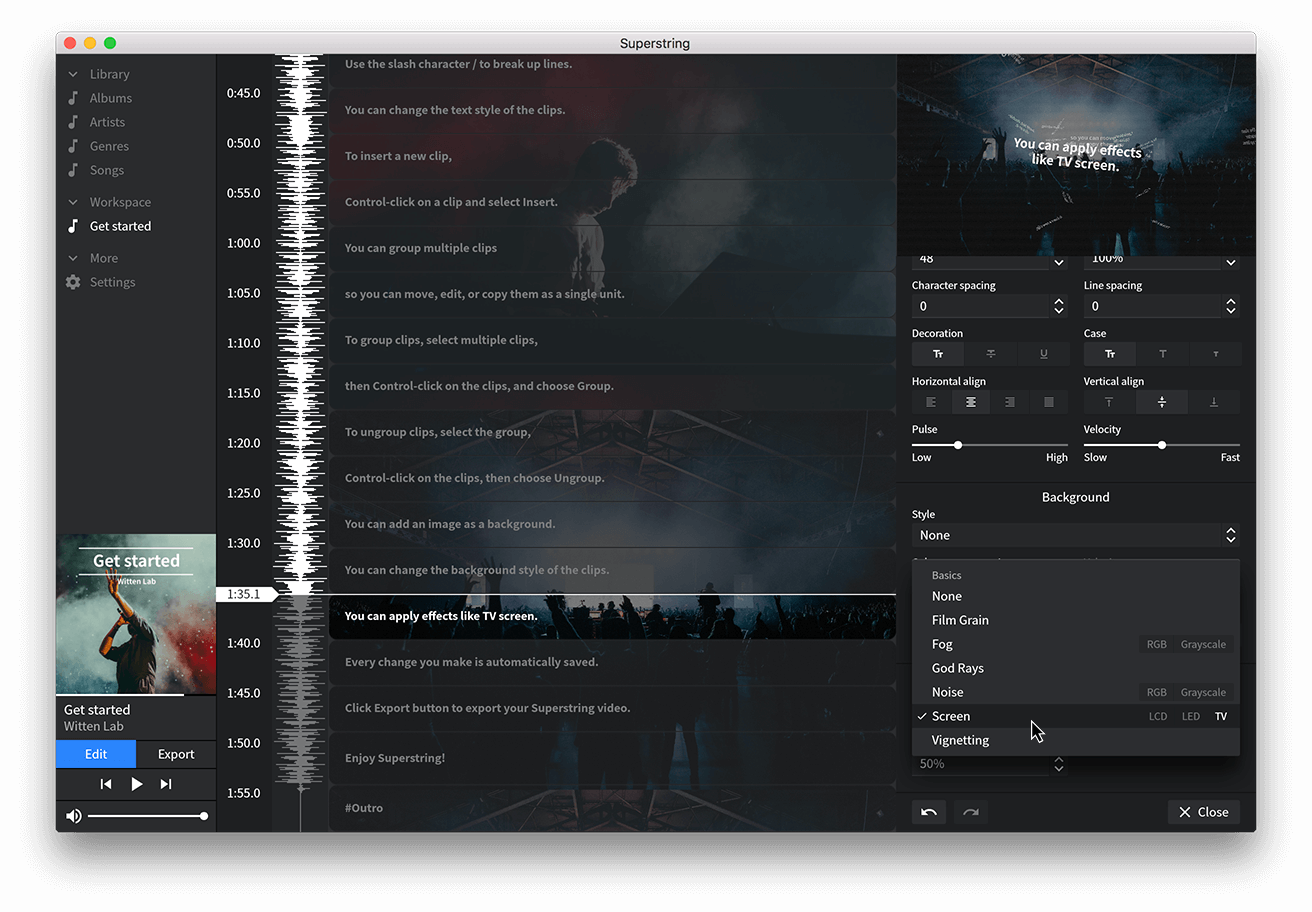 Superstring
Library
Albums
Artists
Genres
Songs
Workspace
Get started
More
Settings
Get started
Witten Lab
Get started
Witten Lab
Edit
Export
0:45.0
0:50.0
0:55.0
1:00.0
1:05.0
1:10.0
1:15.0
1:20.0
1:25.0
1:30.0
1:35.1
1:40.0
1:45.0
1:50.0
1:55.0
Use the slash character / to break up lines.
You can change the text style of the clips.
To insert a new clip,
Control-click on a clip and select Insert.
You can group multiple clips
so you can move, edit, or copy them as a single unit.
To group clips, select multiple clips,
then Control-click on the clips, and choose Group.
To ungroup clips, select the group,
Control-click on the clips, then choose Ungroup.
You can add an image as a background.
You can change the background style of the clips.
You can apply effects like TV screen.
Every change you make is automatically saved.
Click Export button to export your Superstring video.
Enjoy Superstring!
#Outro
so you can move
You can apply effects
like TV screen.
48 100%
Character spacing Line spacing
0 0
Decoration Case
Tr T U Tr T T
Horizontal align Vertical align
Pulse Velocity
Low High Slow Fast
Background
Style
None
Basics
None
Film Grain
Fog RGB Grayscale
God Rays
Noise RGB Grayscale
Screen LCD LED TV
Vignetting
50%
Close